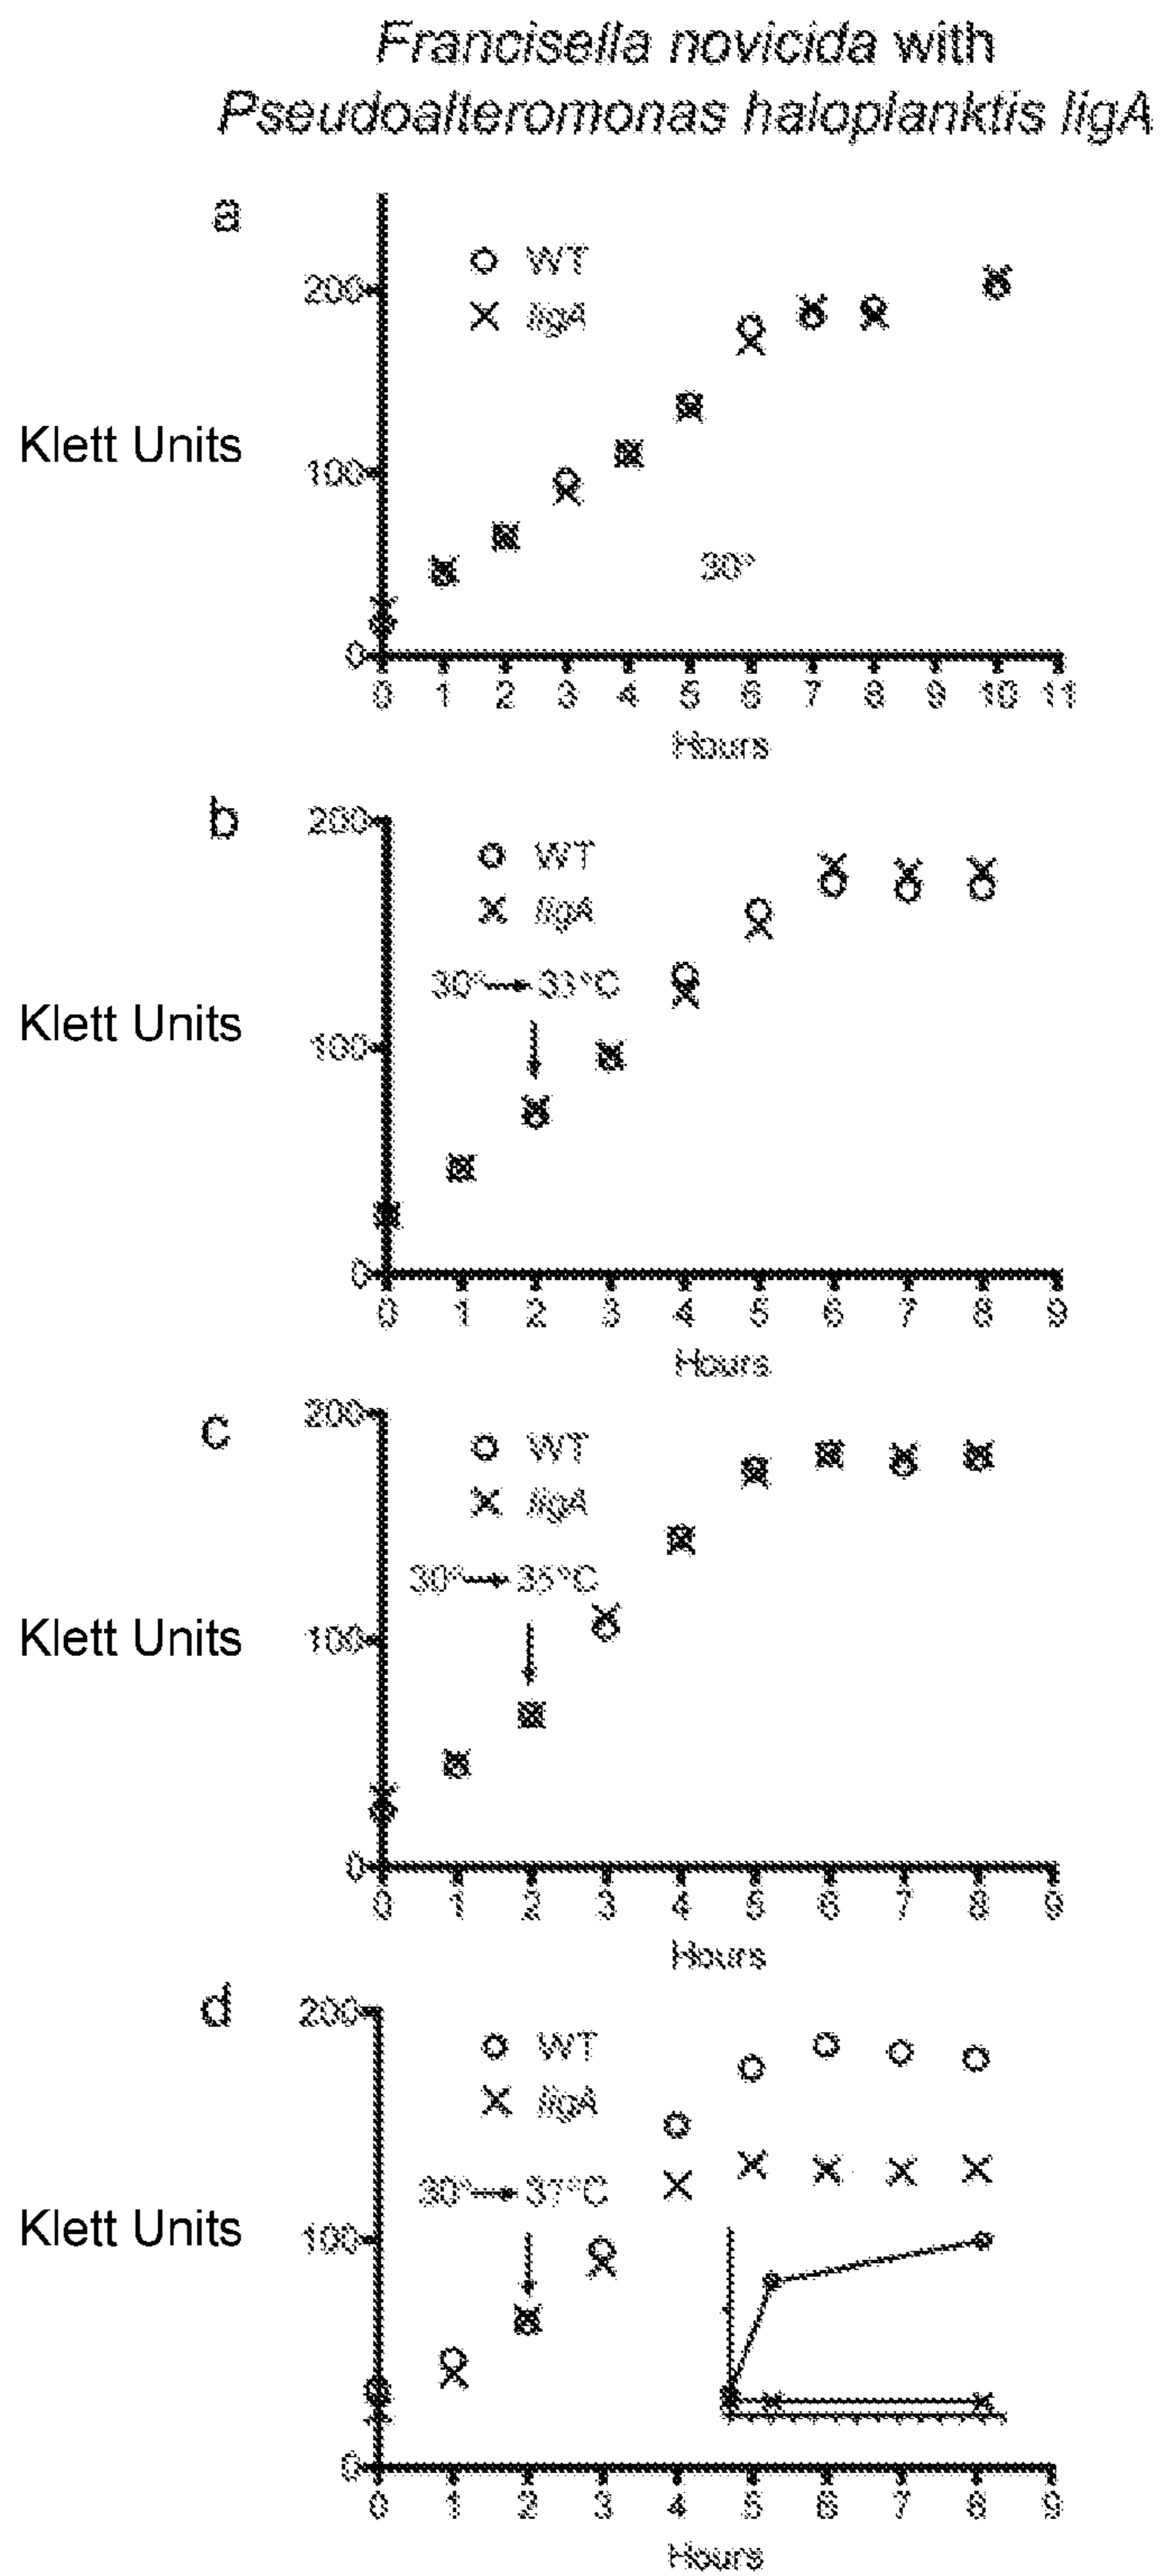 Francisella novicida with
Pseudoalteromonas haloplanktis ligA
a
WT
ligA
200
100
0
Klett Units
30°
0 1 2 3 4 5 6 7 8 9 10 11
Hours
b
WT
ligA
30° → 33°C
200
100
0
Klett Units
0 1 2 3 4 5 6 7 8 9
Hours
c
WT
ligA
30° → 35°C
200
100
0
Klett Units
0 1 2 3 4 5 6 7 8 9
Hours
d
WT
ligA
30° → 37°C
200
100
0
Klett Units
0 1 2 3 4 5 6 7 8 9
Hours